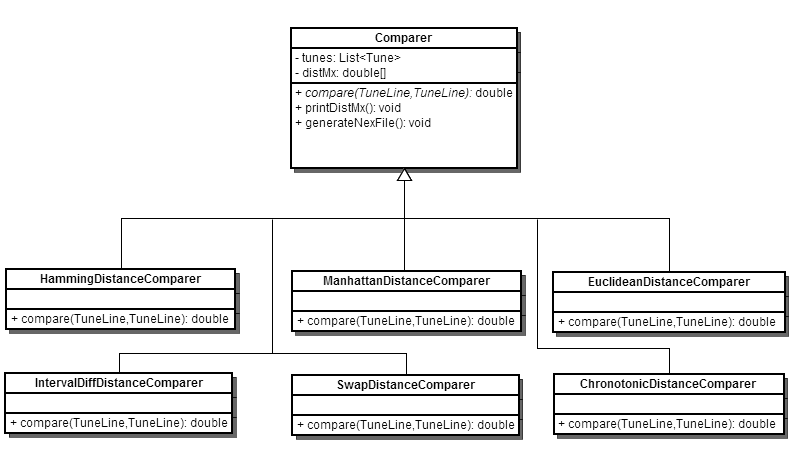 Comparer
- tunes: List<Tune>
- distMx: double[]
+ compare(TuneLine,TuneLine): double
+ printDistMx(): void
+ generateNexFile(): void
HammingDistanceComparer
+ compare(TuneLine,TuneLine): double
ManhattanDistanceComparer
+ compare(TuneLine,TuneLine): double
EuclideanDistanceComparer
+ compare(TuneLine,TuneLine): double
IntervalDiffDistanceComparer
+ compare(TuneLine,TuneLine): double
SwapDistanceComparer
+ compare(TuneLine,TuneLine): double
ChronotonicDistanceComparer
+ compare(TuneLine,TuneLine): double